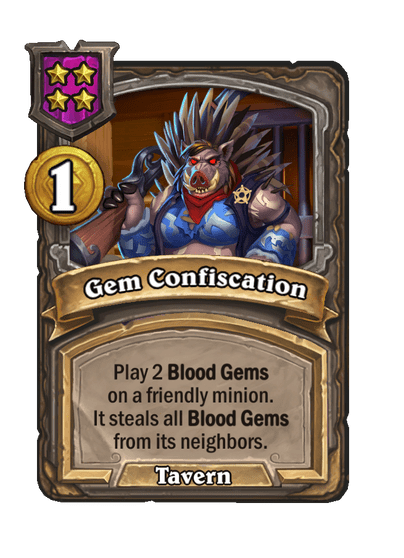 1
Gem Confiscation
Play 2 Blood Gems
on a friendly minion.
It steals all Blood Gems
from its neighbors.
Tavern